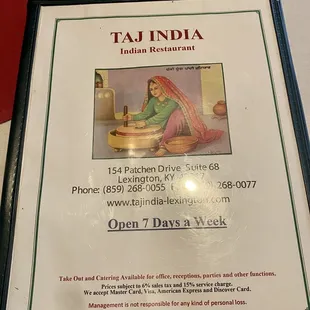 TAJ INDIA
Indian Restaurant
154 Patchen Drive Suite 68
Lexington, KY
Phone: (859) 268-0055 268-0077
www.tajindia-lexington.com
Open 7 Days a Week
Take Out and Catering Available for office, receptions, parties and other functions.
Prices subject to 6% sales tax and 15% service charge.
We accept Master Card, Visa, American Express and Discover Card.
Management is not responsible for any kind of personal loss.